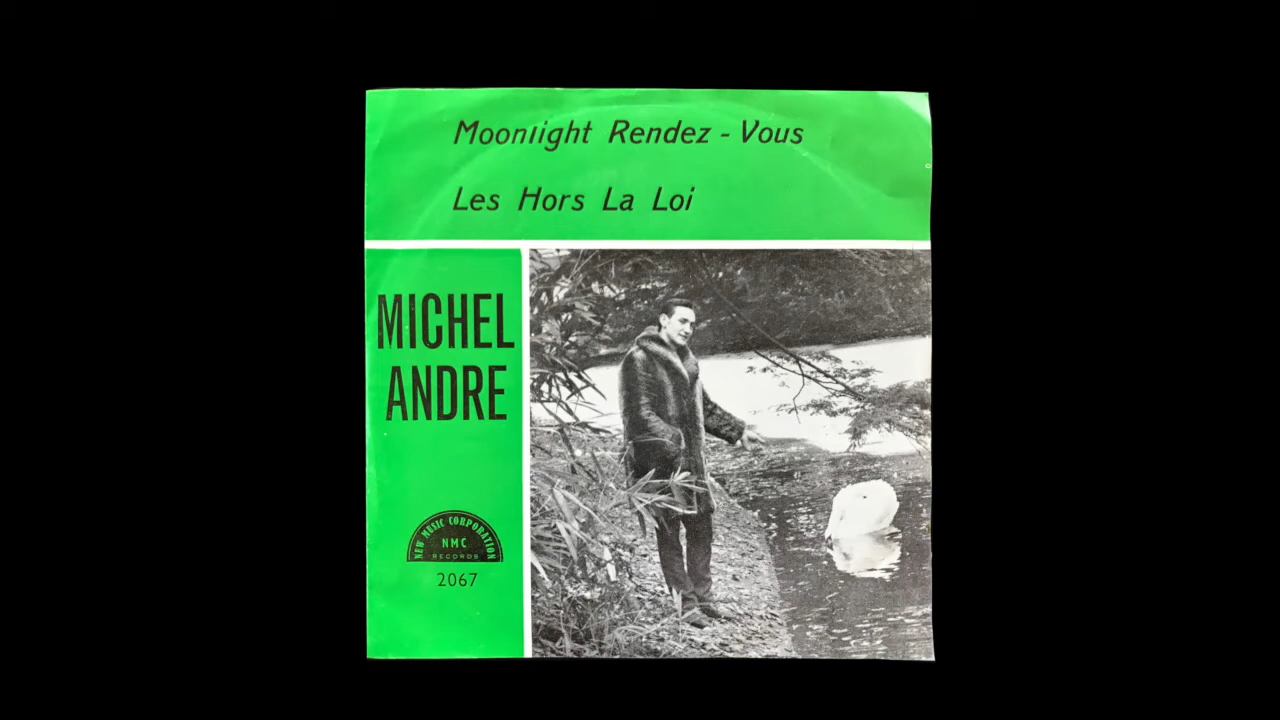 Moonlight Rendez - Vous
Les Hors La Loi
MICHEL
ANDRE
NEW MUSIC CORPORATION
NMC
RECORDS
2067